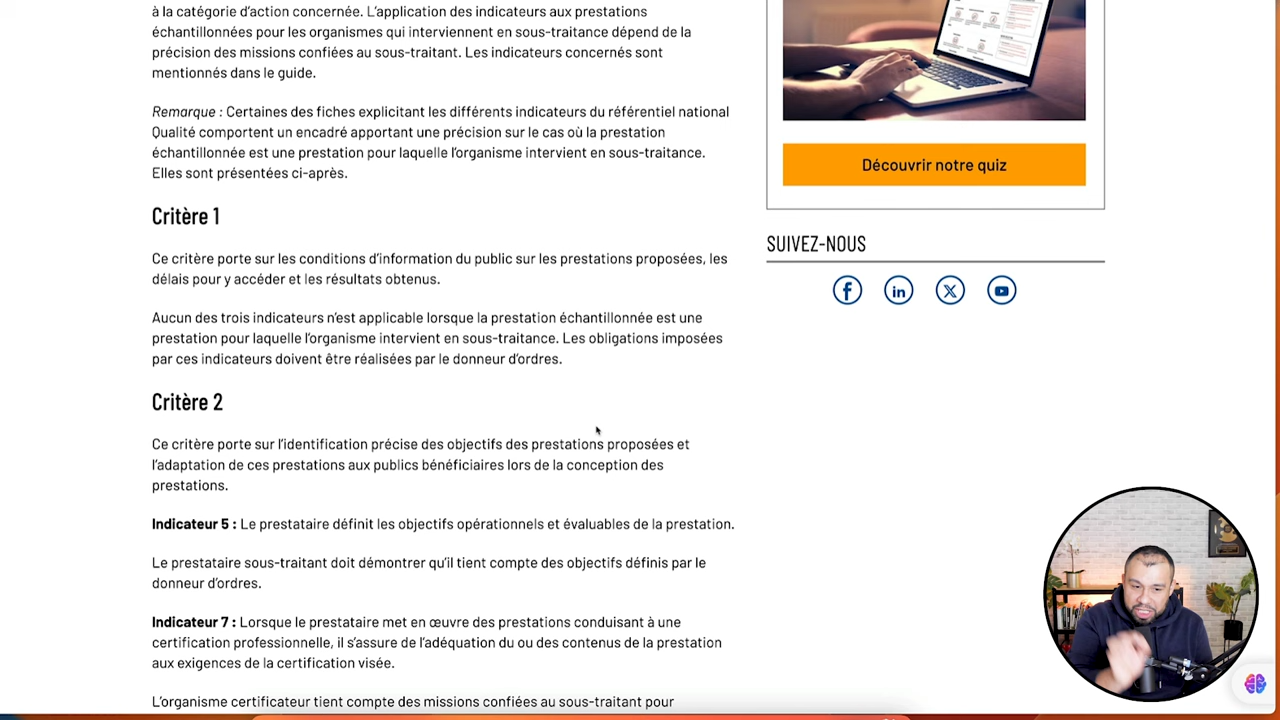 à la catégorie d'action concernée. L'application des indicateurs aux prestations
échantillonnées pour les organismes qui interviennent en sous-traitance dépend de la
précision des missions confiées au sous-traitant. Les indicateurs concernés sont
mentionnés dans le guide.
Remarque : Certaines des fiches explicitant les différents indicateurs du référentiel national
Qualité comportent un encadré apportant une précision sur le cas où la prestation
échantillonnée est une prestation pour laquelle l'organisme intervient en sous-traitance.
Elles sont présentées ci-après.
Critère 1
Ce critère porte sur les conditions d'information du public sur les prestations proposées, les
délais pour y accéder et les résultats obtenus.
Aucun des trois indicateurs n'est applicable lorsque la prestation échantillonnée est une
prestation pour laquelle l'organisme intervient en sous-traitance. Les obligations imposées
par ces indicateurs doivent être réalisées par le donneur d'ordres.
Critère 2
Ce critère porte sur l'identification précise des objectifs des prestations proposées et
l'adaptation de ces prestations aux publics bénéficiaires lors de la conception des
prestations.
Indicateur 5 : Le prestataire définit les objectifs opérationnels et évaluables de la prestation.
Le prestataire sous-traitant doit démontrer qu'il tient compte des objectifs définis par le
donneur d'ordres.
Indicateur 7 : Lorsque le prestataire met en œuvre des prestations conduisant à une
certification professionnelle, il s'assure de l'adéquation du ou des contenus de la prestation
aux exigences de la certification visée.
L'organisme certificateur tient compte des missions confiées au sous-traitant pour
Découvrir notre quiz
SUIVEZ-NOUS